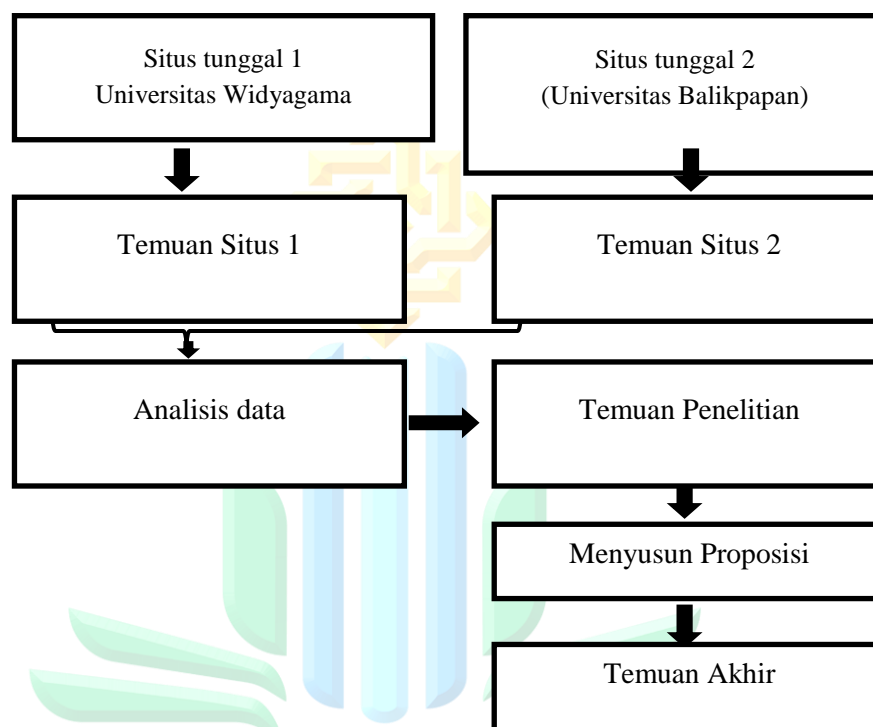 Situs tunggal 1
Universitas Widyagama
Situs tunggal 2
(Universitas Balikpapan)
Temuan Situs 1
Temuan Situs 2
Analisis data
Temuan Penelitian
Menyusun Proposisi
Temuan Akhir